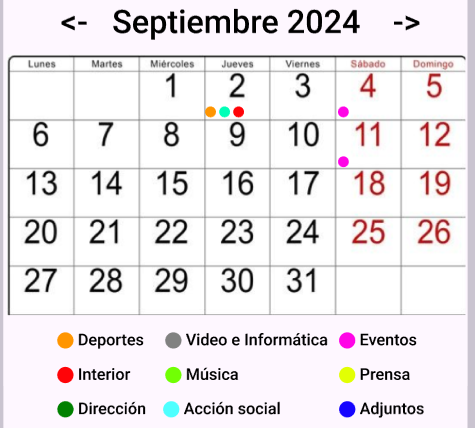 <- Septiembre 2024 ->
Lunes Martes Miércoles Jueves Viernes Sábado Domingo
1 2 3 4 5
6 7 8 9 10 11 12
13 14 15 16 17 18 19
20 21 22 23 24 25 26
27 28 29 30 31
Deportes Video e Informática Eventos
Interior Música Prensa
Dirección Acción social Adjuntos